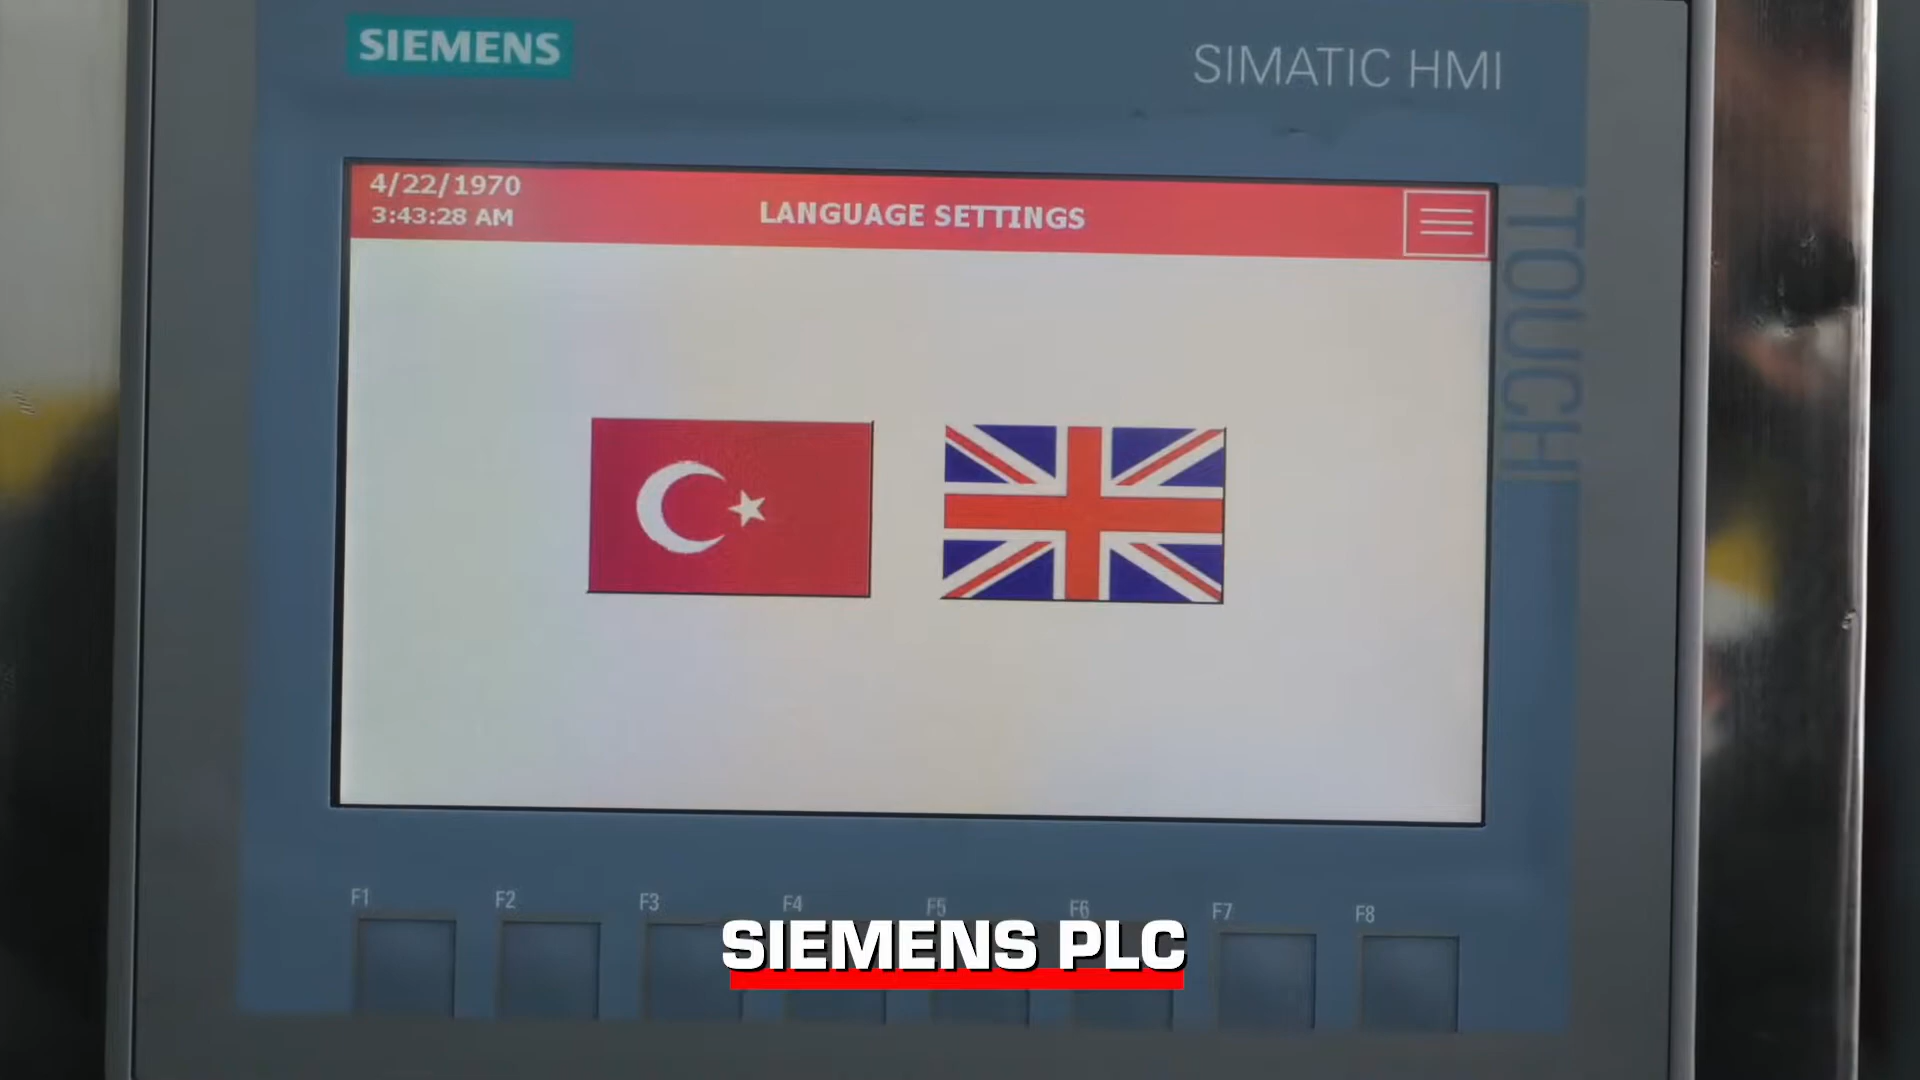 SIEMENS
SIMATIC HMI
4/22/1970
3:43:28 AM
LANGUAGE SETTINGS
TOUCH
F1 F2 F3 F4 F5 F6 F7 F8
SIEMENS PLC